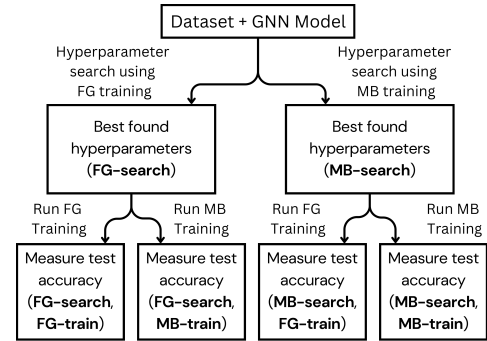 Dataset + GNN Model
Hyperparameter
search using
FG training
Hyperparameter
search using
MB training
Best found
hyperparameters
(FG-search)
Best found
hyperparameters
(MB-search)
Run FG
Training
Run MB
Training
Run FG
Training
Run MB
Training
Measure test
accuracy
(FG-search,
FG-train)
Measure test
accuracy
(FG-search,
MB-train)
Measure test
accuracy
(MB-search,
FG-train)
Measure test
accuracy
(MB-search,
MB-train)